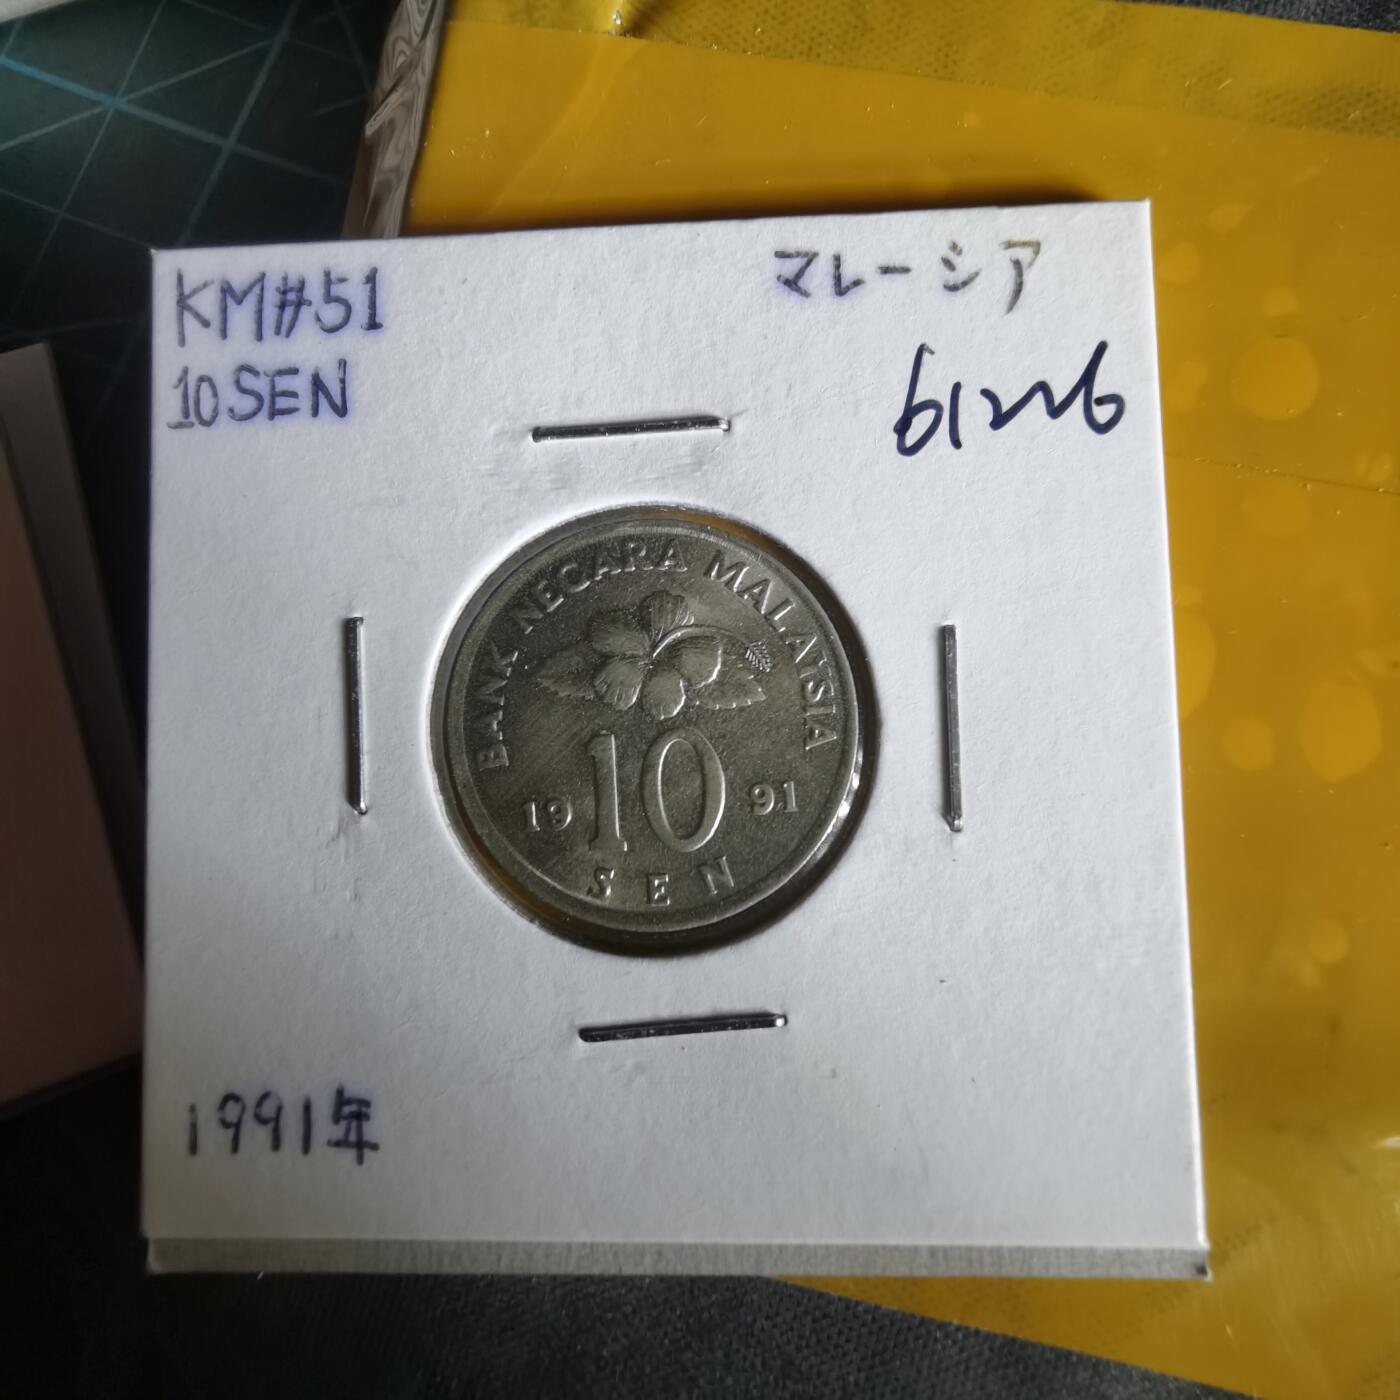 KM#51
10SEN
マレーシア
BANK NEGARA MALAYSIA
19 10 91
SEN
1991年